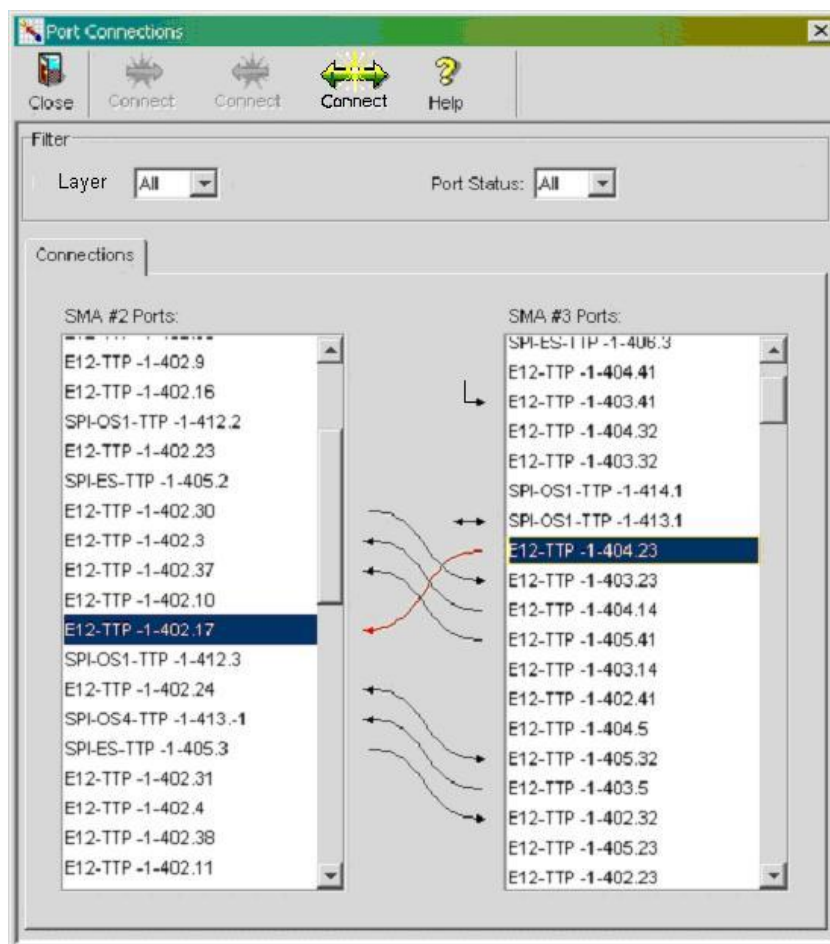 Port Connections
Close Connect Connect Connect Help
Filter
Layer All Port Status: All
Connections
SMA #2 Ports:
E12-TTP -1-402.9
E12-TTP -1-402.16
SPI-OS1-TTP -1-412.2
E12-TTP -1-402.23
SPI-ES-TTP -1-405.2
E12-TTP -1-402.30
E12-TTP -1-402.3
E12-TTP -1-402.37
E12-TTP -1-402.10
E12-TTP -1-402.17
SPI-OS1-TTP -1-412.3
E12-TTP -1-402.24
SPI-OS4-TTP -1-413.-1
SPI-ES-TTP -1-405.3
E12-TTP -1-402.31
E12-TTP -1-402.4
E12-TTP -1-402.38
E12-TTP -1-402.11
SMA #3 Ports:
SPI-ES-TTP -1-406.3
E12-TTP -1-404.41
E12-TTP -1-403.41
E12-TTP -1-404.32
E12-TTP -1-403.32
SPI-OS1-TTP -1-414.1
SPI-OS1-TTP -1-413.1
E12-TTP -1-404.23
E12-TTP -1-403.23
E12-TTP -1-404.14
E12-TTP -1-405.41
E12-TTP -1-403.14
E12-TTP -1-402.41
E12-TTP -1-404.5
E12-TTP -1-405.32
E12-TTP -1-403.5
E12-TTP -1-402.32
E12-TTP -1-405.23
E12-TTP -1-402.23